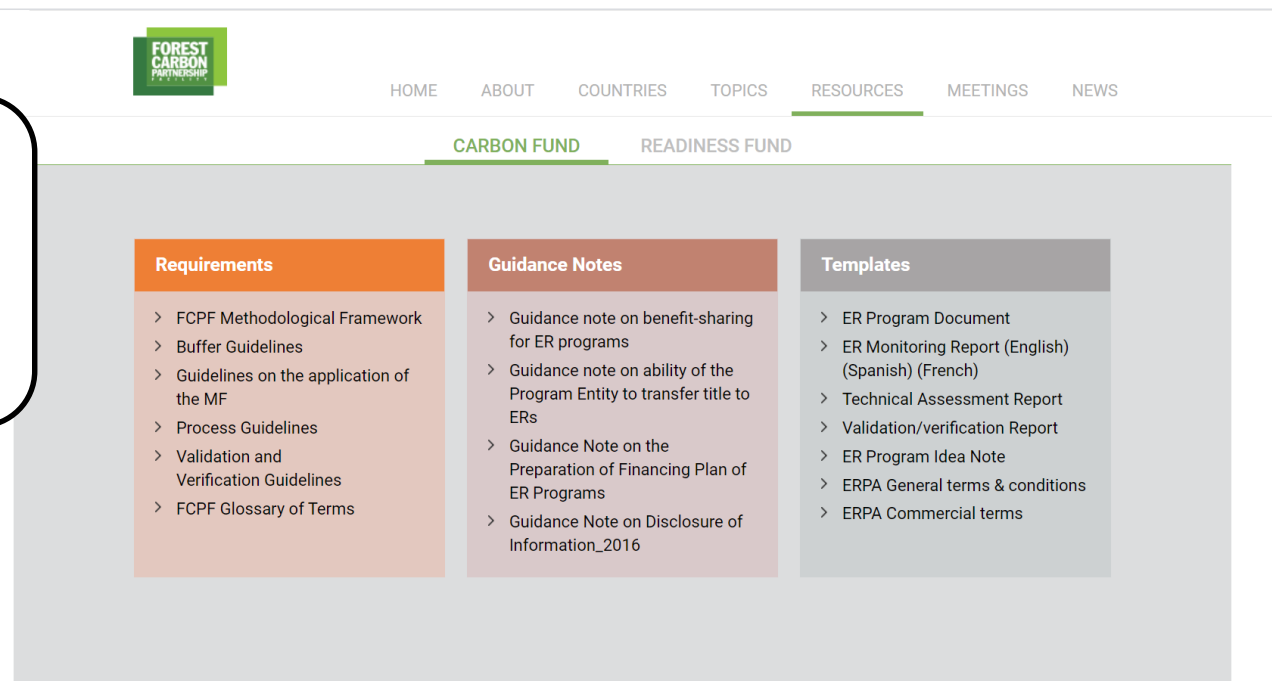 FOREST
CARBON
PARTNERSHIP
FACILITY
HOME ABOUT COUNTRIES TOPICS RESOURCES MEETINGS NEWS
CARBON FUND READINESS FUND
Requirements
> FCPF Methodological Framework
> Buffer Guidelines
> Guidelines on the application of
the MF
> Process Guidelines
> Validation and
Verification Guidelines
> FCPF Glossary of Terms
Guidance Notes
> Guidance note on benefit-sharing
for ER programs
> Guidance note on ability of the
Program Entity to transfer title to
ERs
> Guidance Note on the
Preparation of Financing Plan of
ER Programs
> Guidance Note on Disclosure of
Information_2016
Templates
> ER Program Document
> ER Monitoring Report (English)
(Spanish) (French)
> Technical Assessment Report
> Validation/verification Report
> ER Program Idea Note
> ERPA General terms & conditions
> ERPA Commercial terms